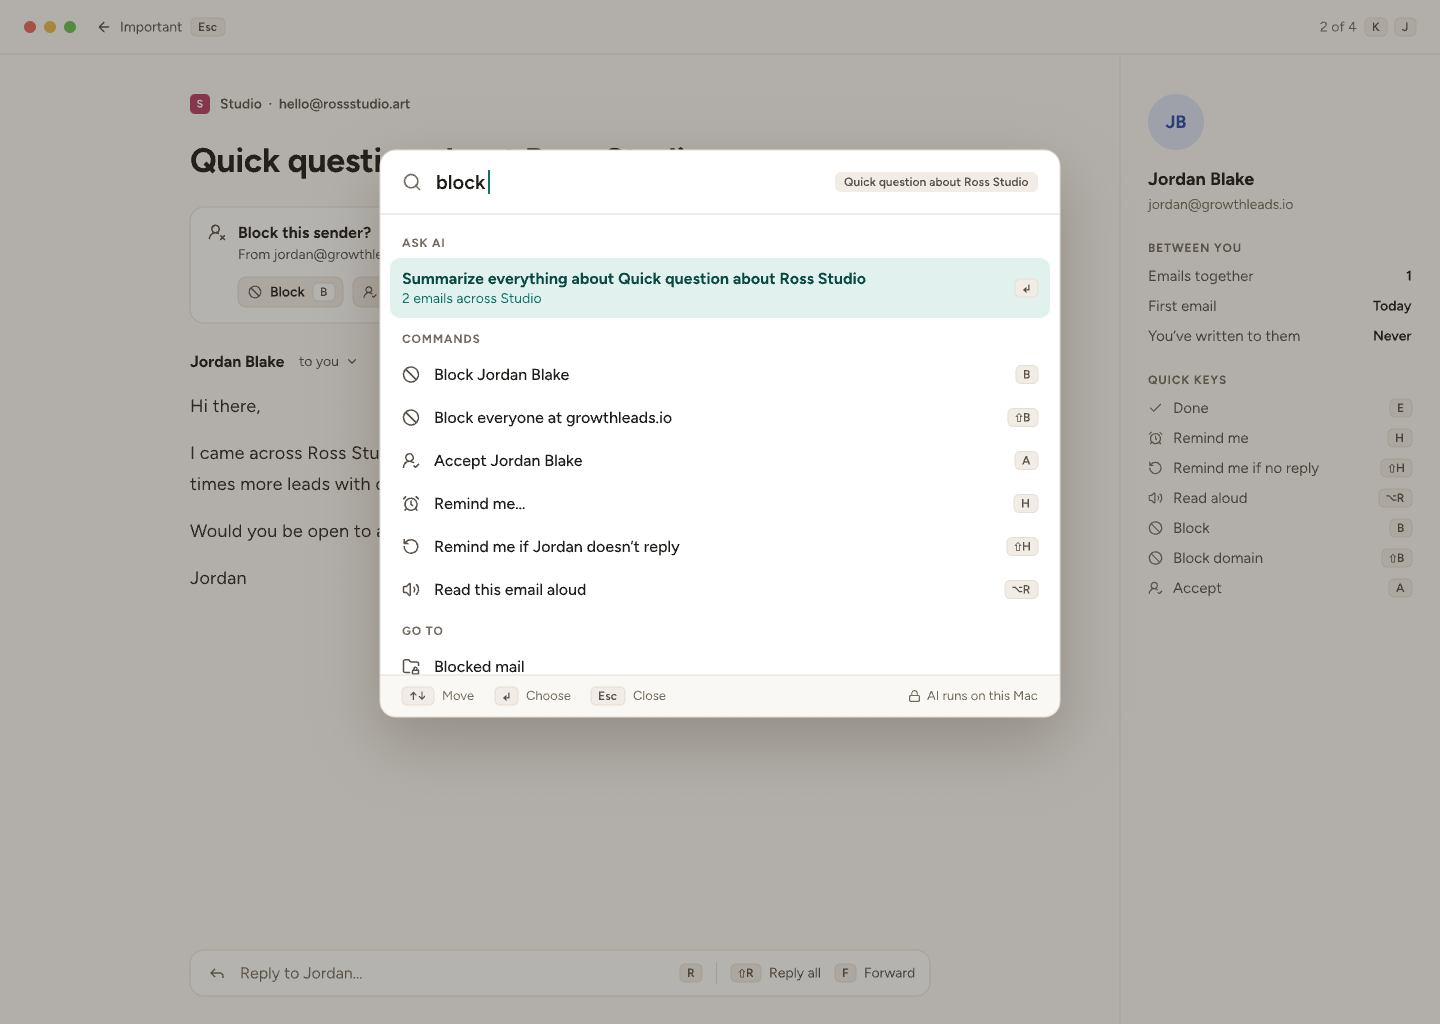 Important Esc
2 of 4 K J
S Studio · hello@rossstudio.art
Quick questi
Block this sender?
From jordan@growthle
Block B
Jordan Blake to you
Hi there,
I came across Ross Stu
times more leads with
Would you be open to
Jordan
block
Quick question about Ross Studio
ASK AI
Summarize everything about Quick question about Ross Studio
2 emails across Studio
↲
COMMANDS
Block Jordan Blake B
Block everyone at growthleads.io ⇧B
Accept Jordan Blake A
Remind me… H
Remind me if Jordan doesn’t reply ⇧H
Read this email aloud ⌥R
GO TO
Blocked mail
↑↓ Move ↲ Choose Esc Close
AI runs on this Mac
Reply to Jordan… R ⇧R Reply all F Forward
JB
Jordan Blake
jordan@growthleads.io
BETWEEN YOU
Emails together 1
First email Today
You’ve written to them Never
QUICK KEYS
Done E
Remind me H
Remind me if no reply ⇧H
Read aloud ⌥R
Block B
Block domain ⇧B
Accept A